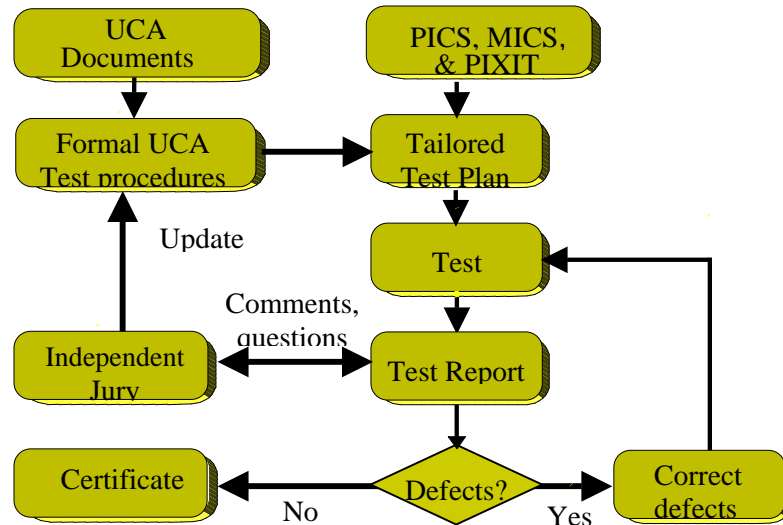 UCA
Documents
PICS, MICS,
& PIXIT
Formal UCA
Test procedures
Tailored
Test Plan
Update
Test
Comments,
questions
Independent
Jury
Test Report
Certificate
Defects?
Correct
defects
No
Yes